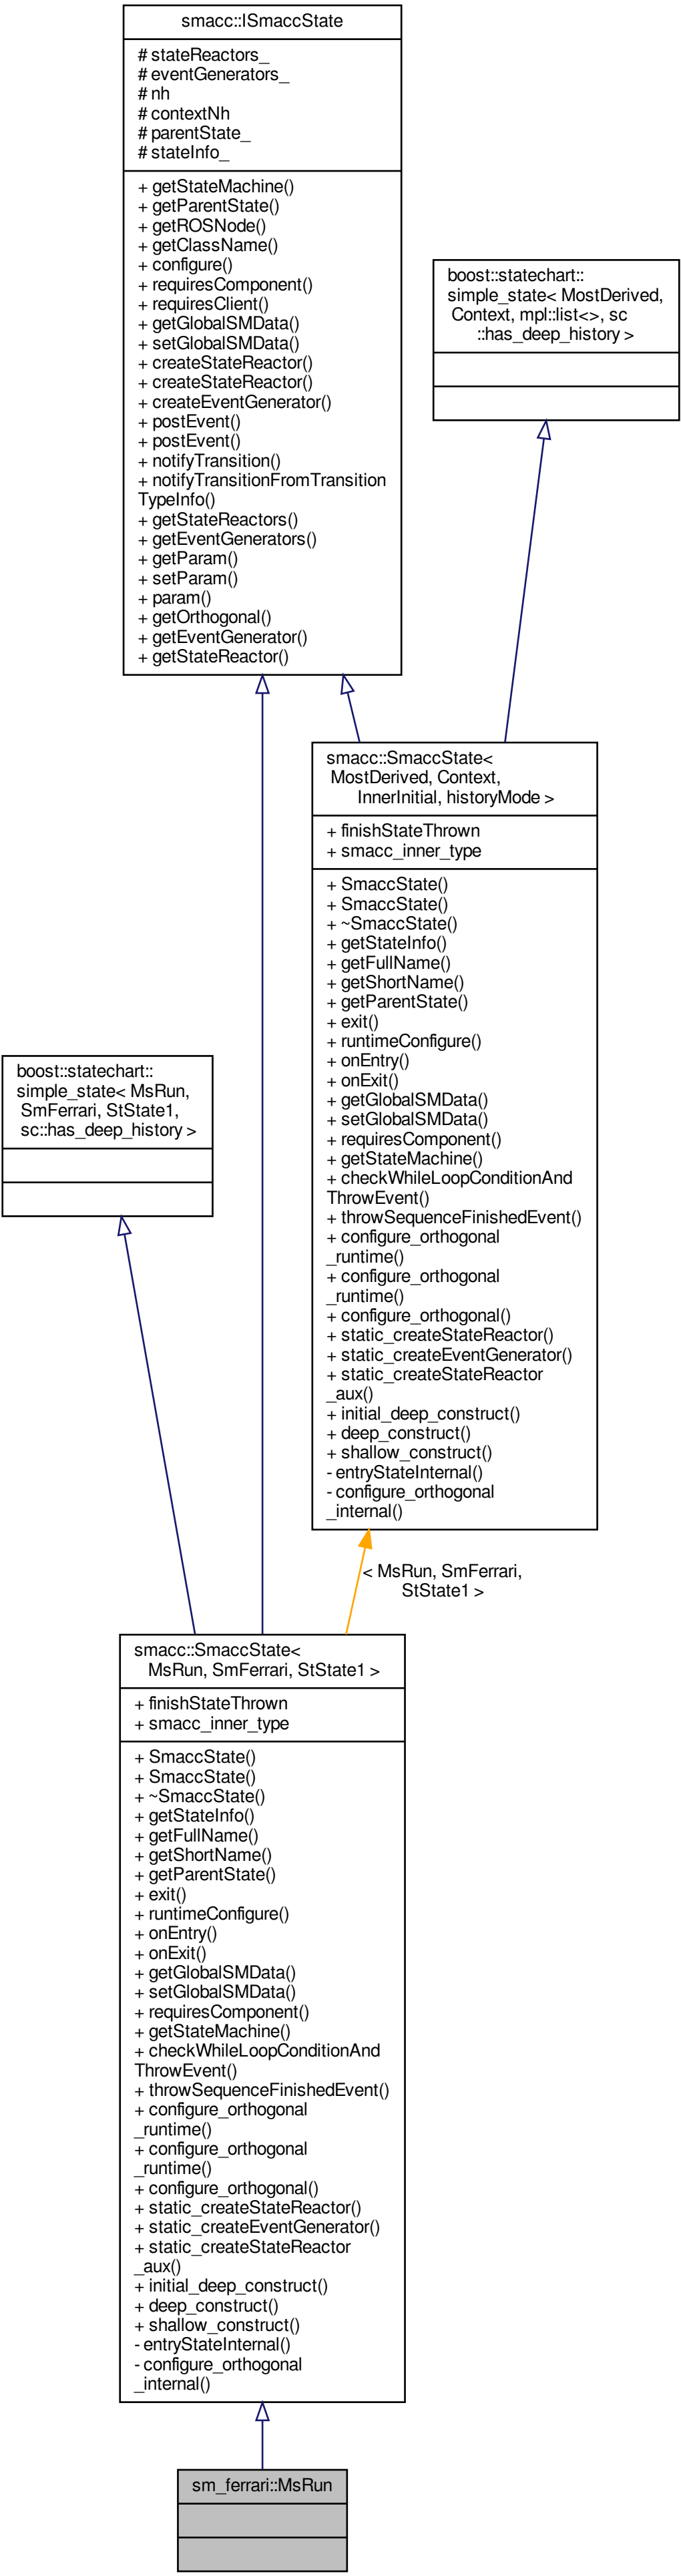 smacc::ISmaccState
# stateReactors_
# eventGenerators_
# nh
# contextNh
# parentState_
# stateInfo_
+ getStateMachine()
+ getParentState()
+ getROSNode()
+ getClassName()
+ configure()
+ requiresComponent()
+ requiresClient()
+ getGlobalSMData()
+ setGlobalSMData()
+ createStateReactor()
+ createStateReactor()
+ createEventGenerator()
+ postEvent()
+ postEvent()
+ notifyTransition()
+ notifyTransitionFromTransition
TypeInfo()
+ getStateReactors()
+ getEventGenerators()
+ getParam()
+ setParam()
+ param()
+ getOrthogonal()
+ getEventGenerator()
+ getStateReactor()
boost::statechart::
simple_state< MostDerived,
Context, mpl::list<>, sc
::has_deep_history >
smacc::SmaccState<
MostDerived, Context,
InnerInitial, historyMode >
+ finishStateThrown
+ smacc_inner_type
+ SmaccState()
+ SmaccState()
+ ~SmaccState()
+ getStateInfo()
+ getFullName()
+ getShortName()
+ getParentState()
+ exit()
+ runtimeConfigure()
+ onEntry()
+ onExit()
+ getGlobalSMData()
+ setGlobalSMData()
+ requiresComponent()
+ getStateMachine()
+ checkWhileLoopConditionAnd
ThrowEvent()
+ throwSequenceFinishedEvent()
+ configure_orthogonal
_runtime()
+ configure_orthogonal
_runtime()
+ configure_orthogonal()
+ static_createStateReactor()
+ static_createEventGenerator()
+ static_createStateReactor
_aux()
+ initial_deep_construct()
+ deep_construct()
+ shallow_construct()
- entryStateInternal()
- configure_orthogonal
_internal()
boost::statechart::
simple_state< MsRun,
SmFerrari, StState1,
sc::has_deep_history >
< MsRun, SmFerrari,
StState1 >
smacc::SmaccState<
MsRun, SmFerrari, StState1 >
+ finishStateThrown
+ smacc_inner_type
+ SmaccState()
+ SmaccState()
+ ~SmaccState()
+ getStateInfo()
+ getFullName()
+ getShortName()
+ getParentState()
+ exit()
+ runtimeConfigure()
+ onEntry()
+ onExit()
+ getGlobalSMData()
+ setGlobalSMData()
+ requiresComponent()
+ getStateMachine()
+ checkWhileLoopConditionAnd
ThrowEvent()
+ throwSequenceFinishedEvent()
+ configure_orthogonal
_runtime()
+ configure_orthogonal
_runtime()
+ configure_orthogonal()
+ static_createStateReactor()
+ static_createEventGenerator()
+ static_createStateReactor
_aux()
+ initial_deep_construct()
+ deep_construct()
+ shallow_construct()
- entryStateInternal()
- configure_orthogonal
_internal()
sm_ferrari::MsRun